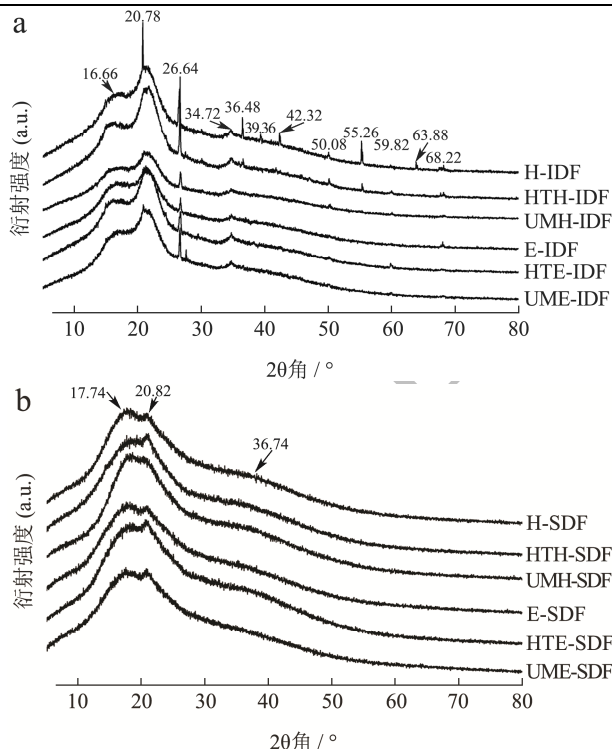 a
20.78
16.66
26.64
34.72
36.48
39.36
42.32
50.08
55.26
59.82
63.88
68.22
衍射强度 (a.u.)
H-IDF
HTH-IDF
UMH-IDF
E-IDF
HTE-IDF
UME-IDF
10 20 30 40 50 60 70 80
2θ角 / °
b
17.74
20.82
36.74
衍射强度 (a.u.)
H-SDF
HTH-SDF
UMH-SDF
E-SDF
HTE-SDF
UME-SDF
10 20 30 40 50 60 70 80
2θ角 / °